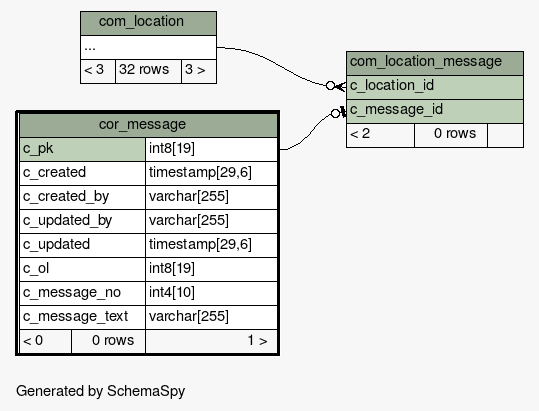 com_location
...
< 3 32 rows 3 >
com_location_message
c_location_id
c_message_id
< 2 0 rows
cor_message
c_pk int8[19]
c_created timestamp[29,6]
c_created_by varchar[255]
c_updated_by varchar[255]
c_updated timestamp[29,6]
c_ol int8[19]
c_message_no int4[10]
c_message_text varchar[255]
< 0 0 rows 1 >
Generated by SchemaSpy